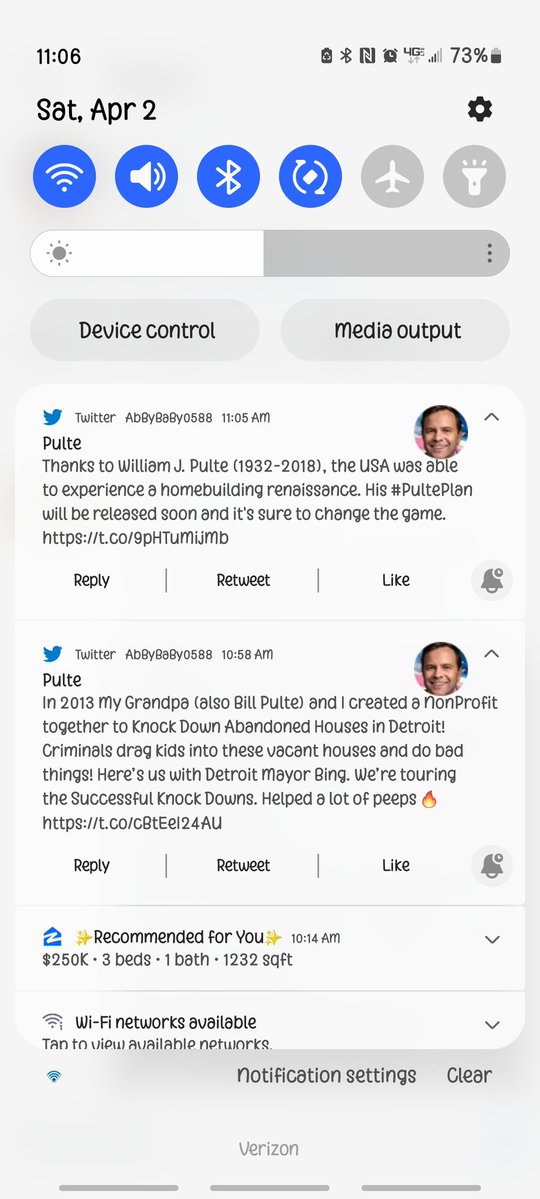 11:06 4GE 73%
Sat, Apr 2
Device control Media output
Twitter AbByBaBy0588 11:05 AM
Pulte
Thanks to William J. Pulte (1932-2018), the USA was able
to experience a homebuilding renaissance. His #PultePlan
will be released soon and it's sure to change the game.
https://t.co/9pHTuMiJMb
Reply | Retweet | Like
Twitter AbByBaBy0588 10:58 AM
Pulte
In 2013 My Grandpa (also Bill Pulte) and I created a NonProfit
together to Knock Down Abandoned Houses in Detroit!
Criminals drag kids into these vacant houses and do bad
things! Here's us with Detroit Mayor Bing. We're touring
the Successful Knock Downs. Helped a lot of peeps 🔥
https://t.co/cBtEeI24AU
Reply | Retweet | Like
✨Recommended for You✨ 10:14 AM
$250K • 3 beds • 1 bath • 1232 sqft
Wi-Fi networks available
Tap to view available networks.
Notification settings Clear
Verizon